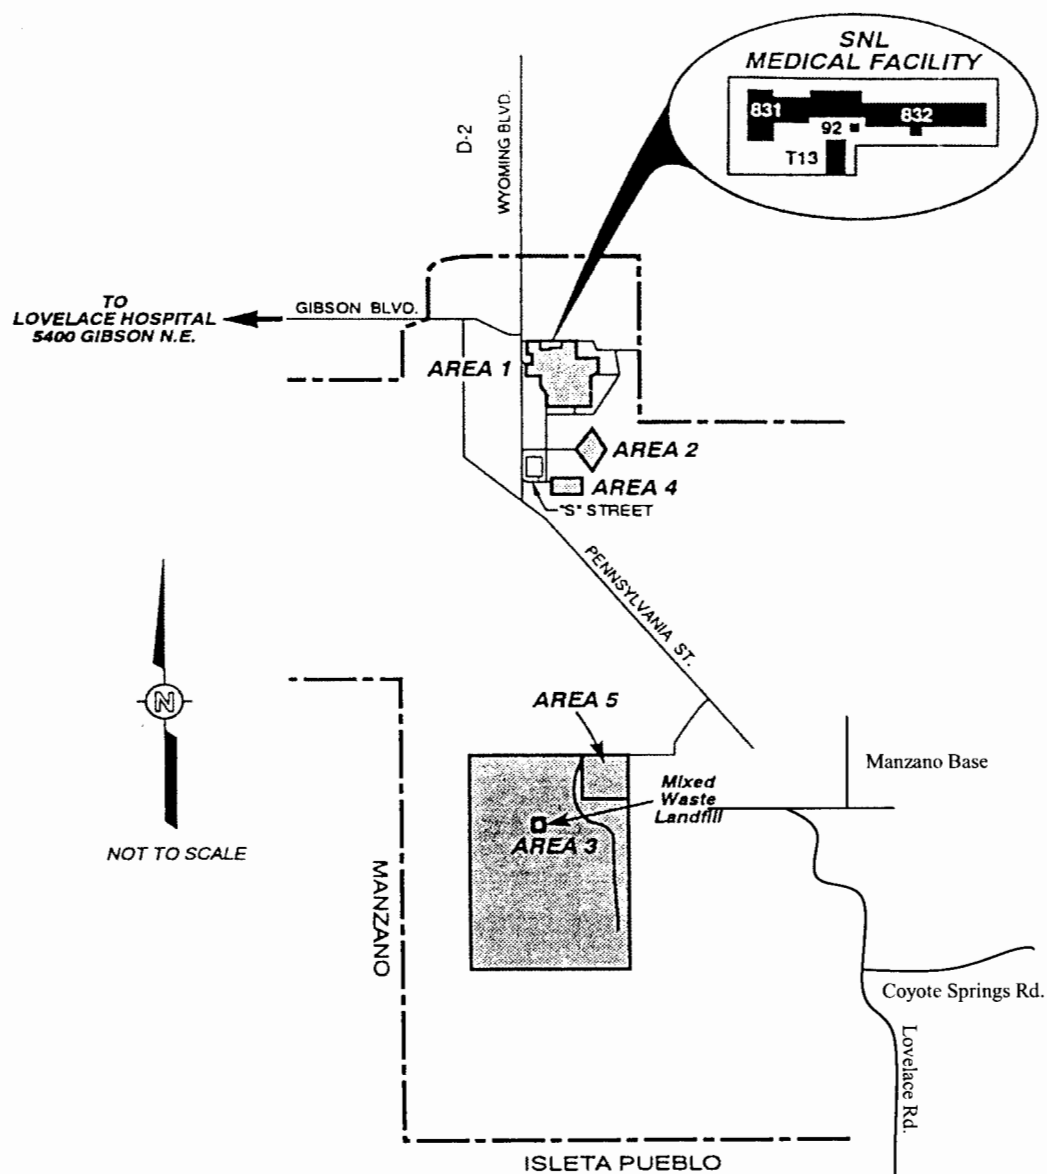 SNL
MEDICAL FACILITY
831
832
92
T13
D-2
WYOMING BLVD.
TO
LOVELACE HOSPITAL
5400 GIBSON N.E.
GIBSON BLVD.
AREA 1
AREA 2
AREA 4
"S" STREET
PENNSYLVANIA ST.
N
NOT TO SCALE
AREA 5
Mixed
Waste
Landfill
AREA 3
Manzano Base
MANZANO
Coyote Springs Rd.
Lovelace Rd.
ISLETA PUEBLO